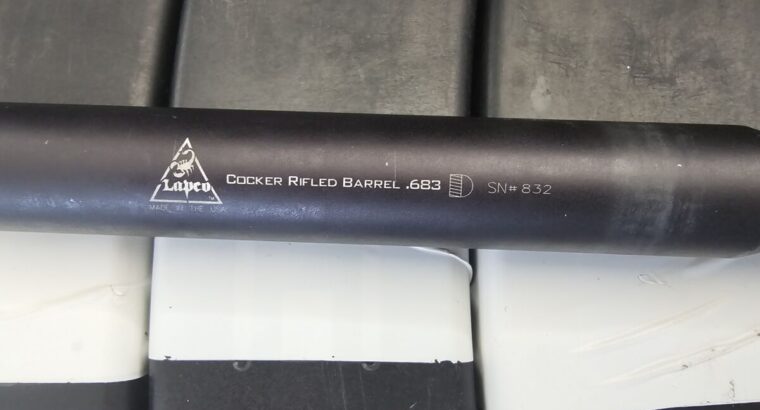 Lapco
MADE IN THE USA
COCKER RIFLED BARREL .683
SN# 832